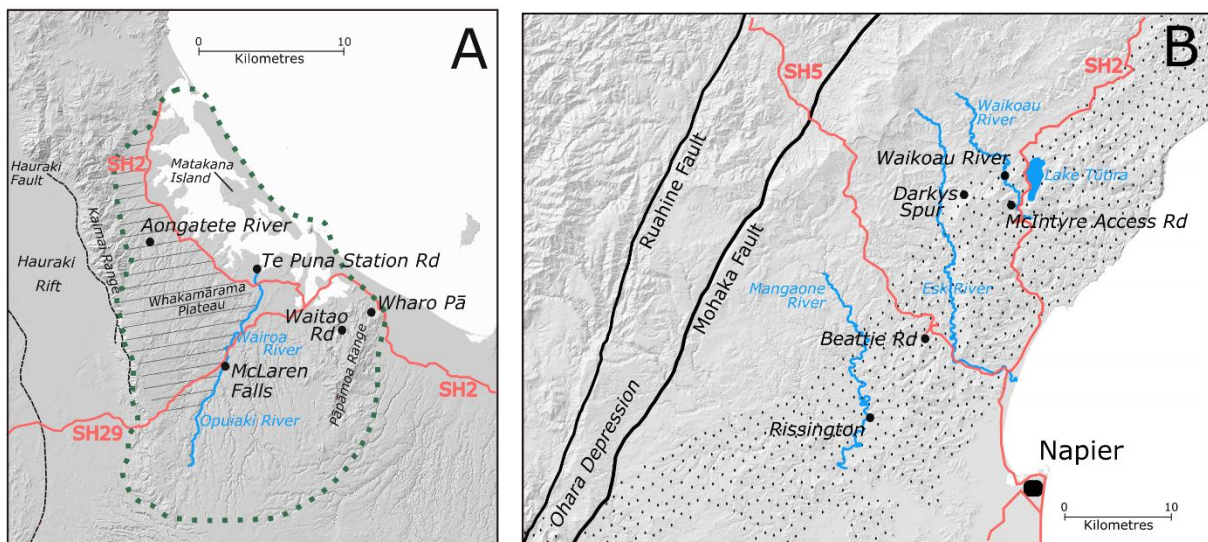 A
0
10
Kilometres
Hauraki
Fault
SH2
Matakana
Island
Kaimai Range
Aongatete River
Te Puna Station Rd
Hauraki
Rift
Whakamārama
Plateau
Wharo Pā
Waitao
Rd
Wairoa
River
McLaren
Falls
Pāpāmoa Range
SH2
Opuiaki River
SH29
B
SH5
SH2
Waikoau
River
Ruahine Fault
Waikoau River
Lake Tūtira
Darkys
Spur
McIntyre Access Rd
Mohaka Fault
Mangaone
River
Esk River
Beattie Rd
Rissington
Ohara Depression
Napier
0
10
Kilometres